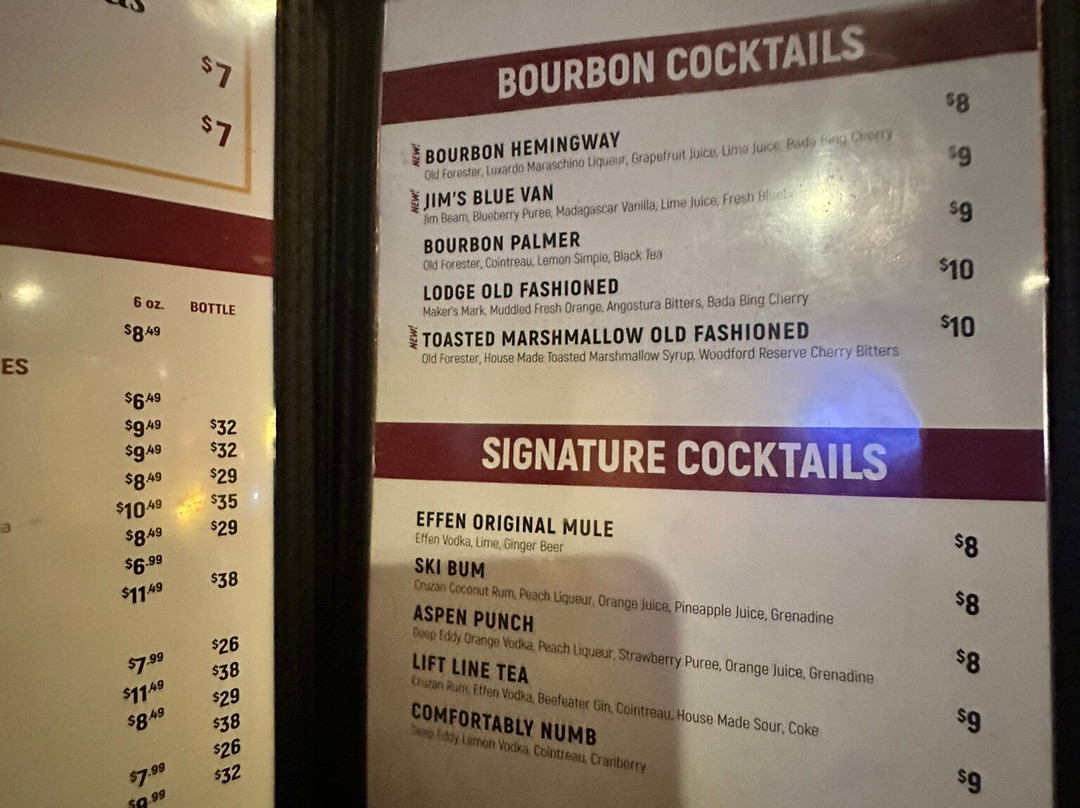 $7
$7
6 oz. BOTTLE
$8.49
ES
$6.49
$9.49 $32
$9.49 $32
$8.49 $29
$10.49 $35
$8.49 $29
$6.99
$11.49 $38
$26
$7.99 $38
$11.49 $29
$8.49 $38
$26
$7.99 $32
$9.99
BOURBON COCKTAILS
NEW! BOURBON HEMINGWAY $8
Old Forester, Luxardo Maraschino Liqueur, Grapefruit Juice, Lime Juice, Bada Bing Cherry
NEW! JIM'S BLUE VAN $9
Jim Beam, Blueberry Puree, Madagascar Vanilla, Lime Juice, Fresh
BOURBON PALMER $9
Old Forester, Cointreau, Lemon Simple, Black Tea
LODGE OLD FASHIONED $10
Maker's Mark, Muddled Fresh Orange, Angostura Bitters, Bada Bing Cherry
NEW! TOASTED MARSHMALLOW OLD FASHIONED $10
Old Forester, House Made Toasted Marshmallow Syrup, Woodford Reserve Cherry Bitters
SIGNATURE COCKTAILS
EFFEN ORIGINAL MULE $8
Effen Vodka, Lime, Ginger Beer
SKI BUM $8
Cruzan Coconut Rum, Peach Liqueur, Orange Juice, Pineapple Juice, Grenadine
ASPEN PUNCH $8
Deep Eddy Orange Vodka, Peach Liqueur, Strawberry Puree, Orange Juice, Grenadine
LIFT LINE TEA $9
Cruzan Rum, Effen Vodka, Beefeater Gin, Cointreau, House Made Sour, Coke
COMFORTABLY NUMB $9
Deep Eddy Lemon Vodka, Cointreau, Cranberry